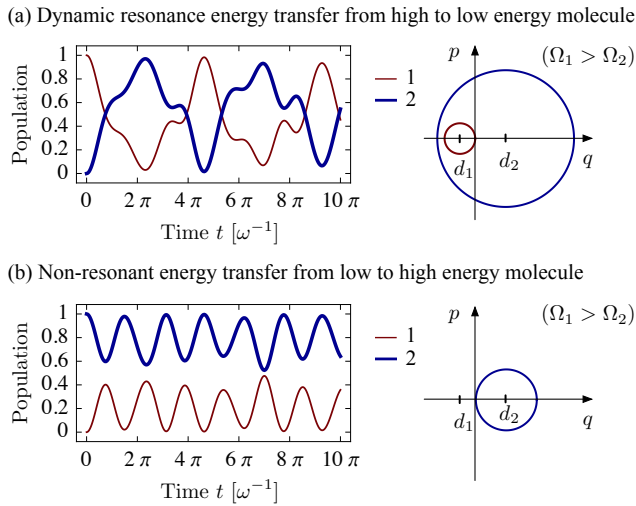 (a) Dynamic resonance energy transfer from high to low energy molecule
Population
1
0.8
0.6
0.4
0.2
0
0 2 π 4 π 6 π 8 π 10 π
Time t [ω⁻¹]
1
2
p
(Ω₁ > Ω₂)
d₁
d₂
q
(b) Non-resonant energy transfer from low to high energy molecule
Population
1
0.8
0.6
0.4
0.2
0
0 2 π 4 π 6 π 8 π 10 π
Time t [ω⁻¹]
1
2
p
(Ω₁ > Ω₂)
d₁
d₂
q